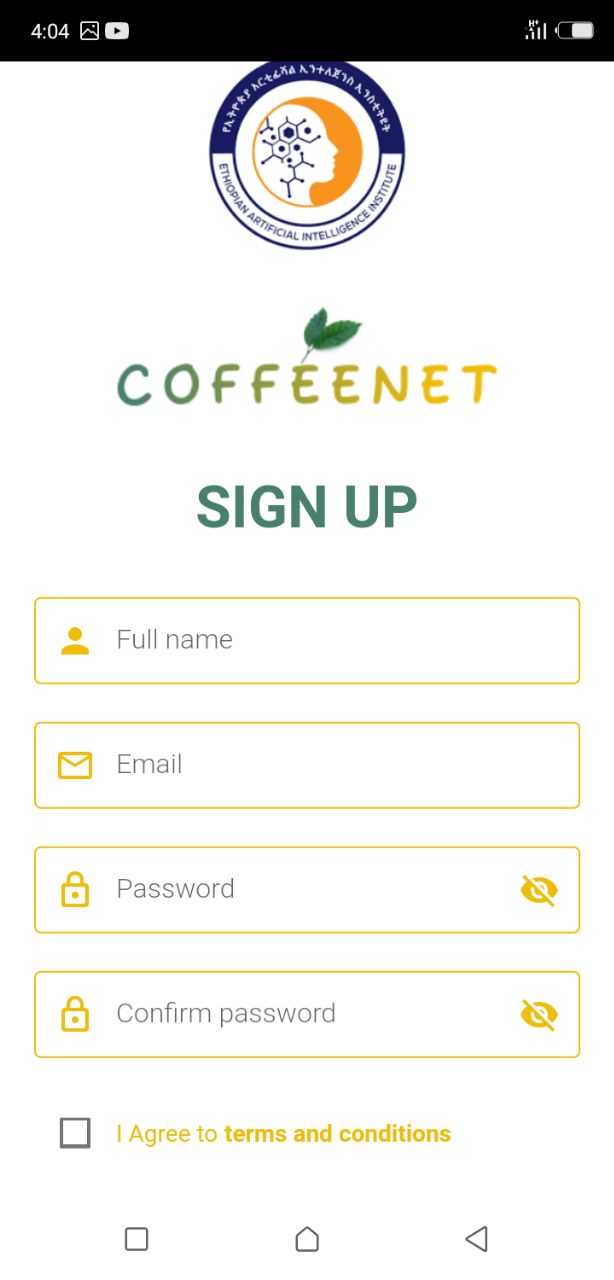 4:04
H+
የኢትዮጵያ አርቲፊሻል ኢንተለጀንስ ኢንስቲትዩት
ETHIOPIAN ARTIFICIAL INTELLIGENCE INSTITUTE
COFFEENET
SIGN UP
Full name
Email
Password
Confirm password
I Agree to terms and conditions